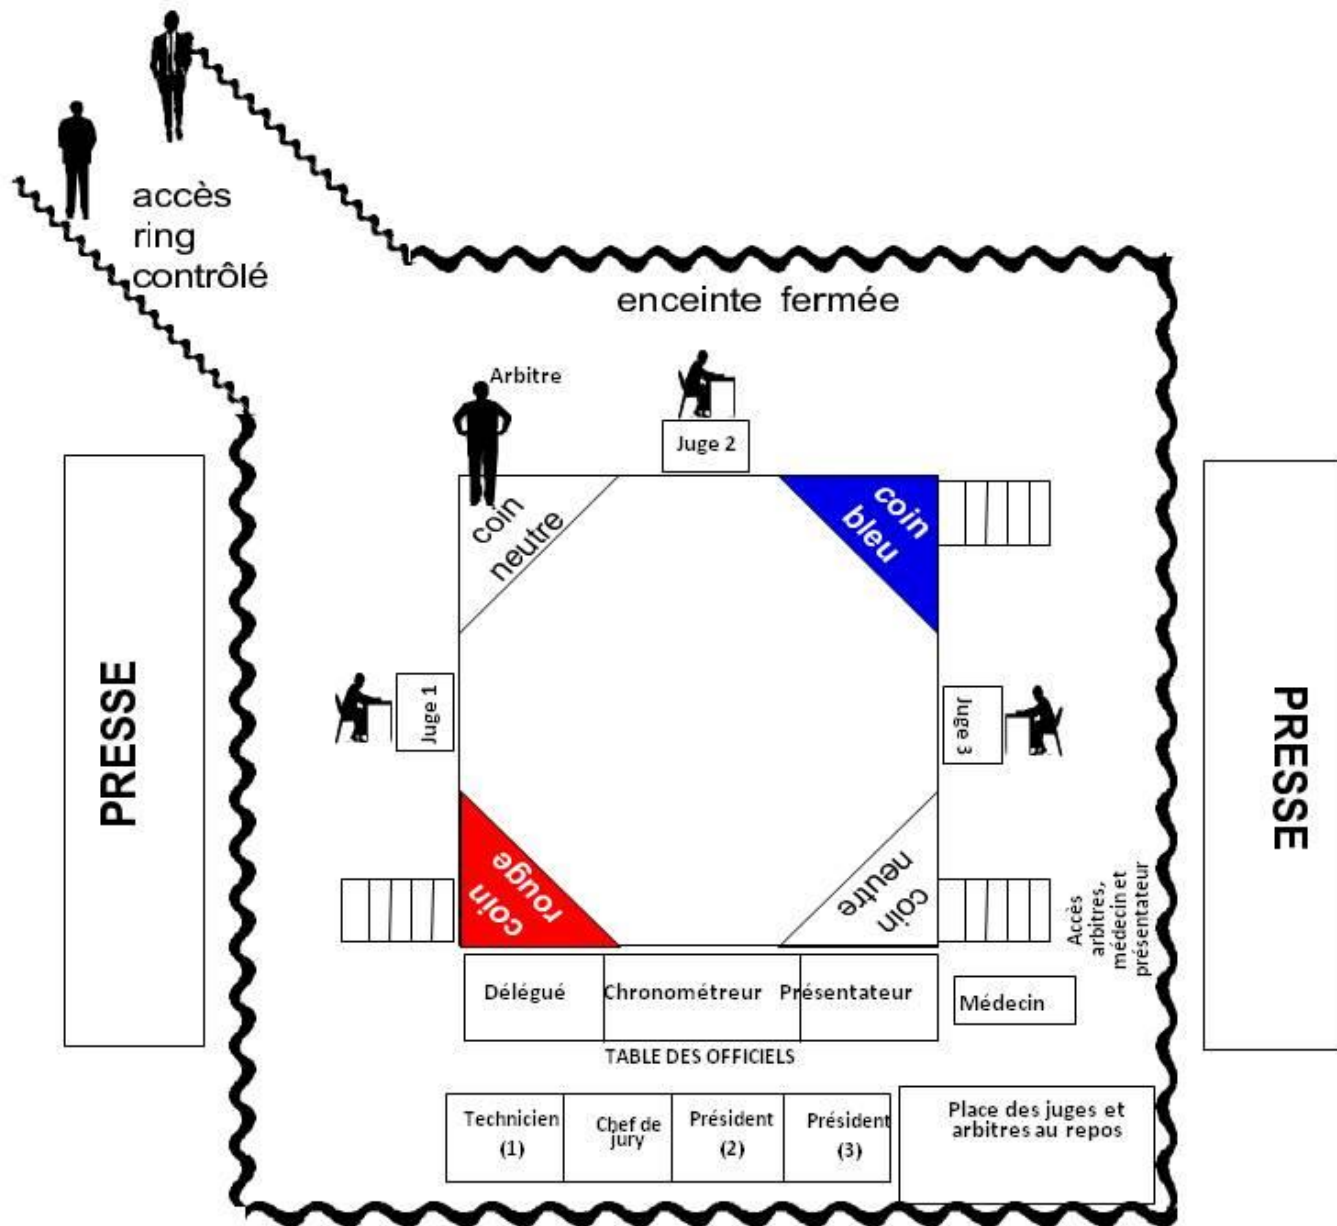 accès
ring
contrôlé
enceinte fermée
Arbitre
Juge 2
coin
neutre
coin
bleu
PRESSE
Juge 1
Juge 3
PRESSE
coin
rouge
coin
neutre
Accès
arbitres,
médecin et
présentateur
Délégué
Chronométreur
Présentateur
Médecin
TABLE DES OFFICIELS
Technicien
(1)
Chef de
jury
Président
(2)
Président
(3)
Place des juges et
arbitres au repos